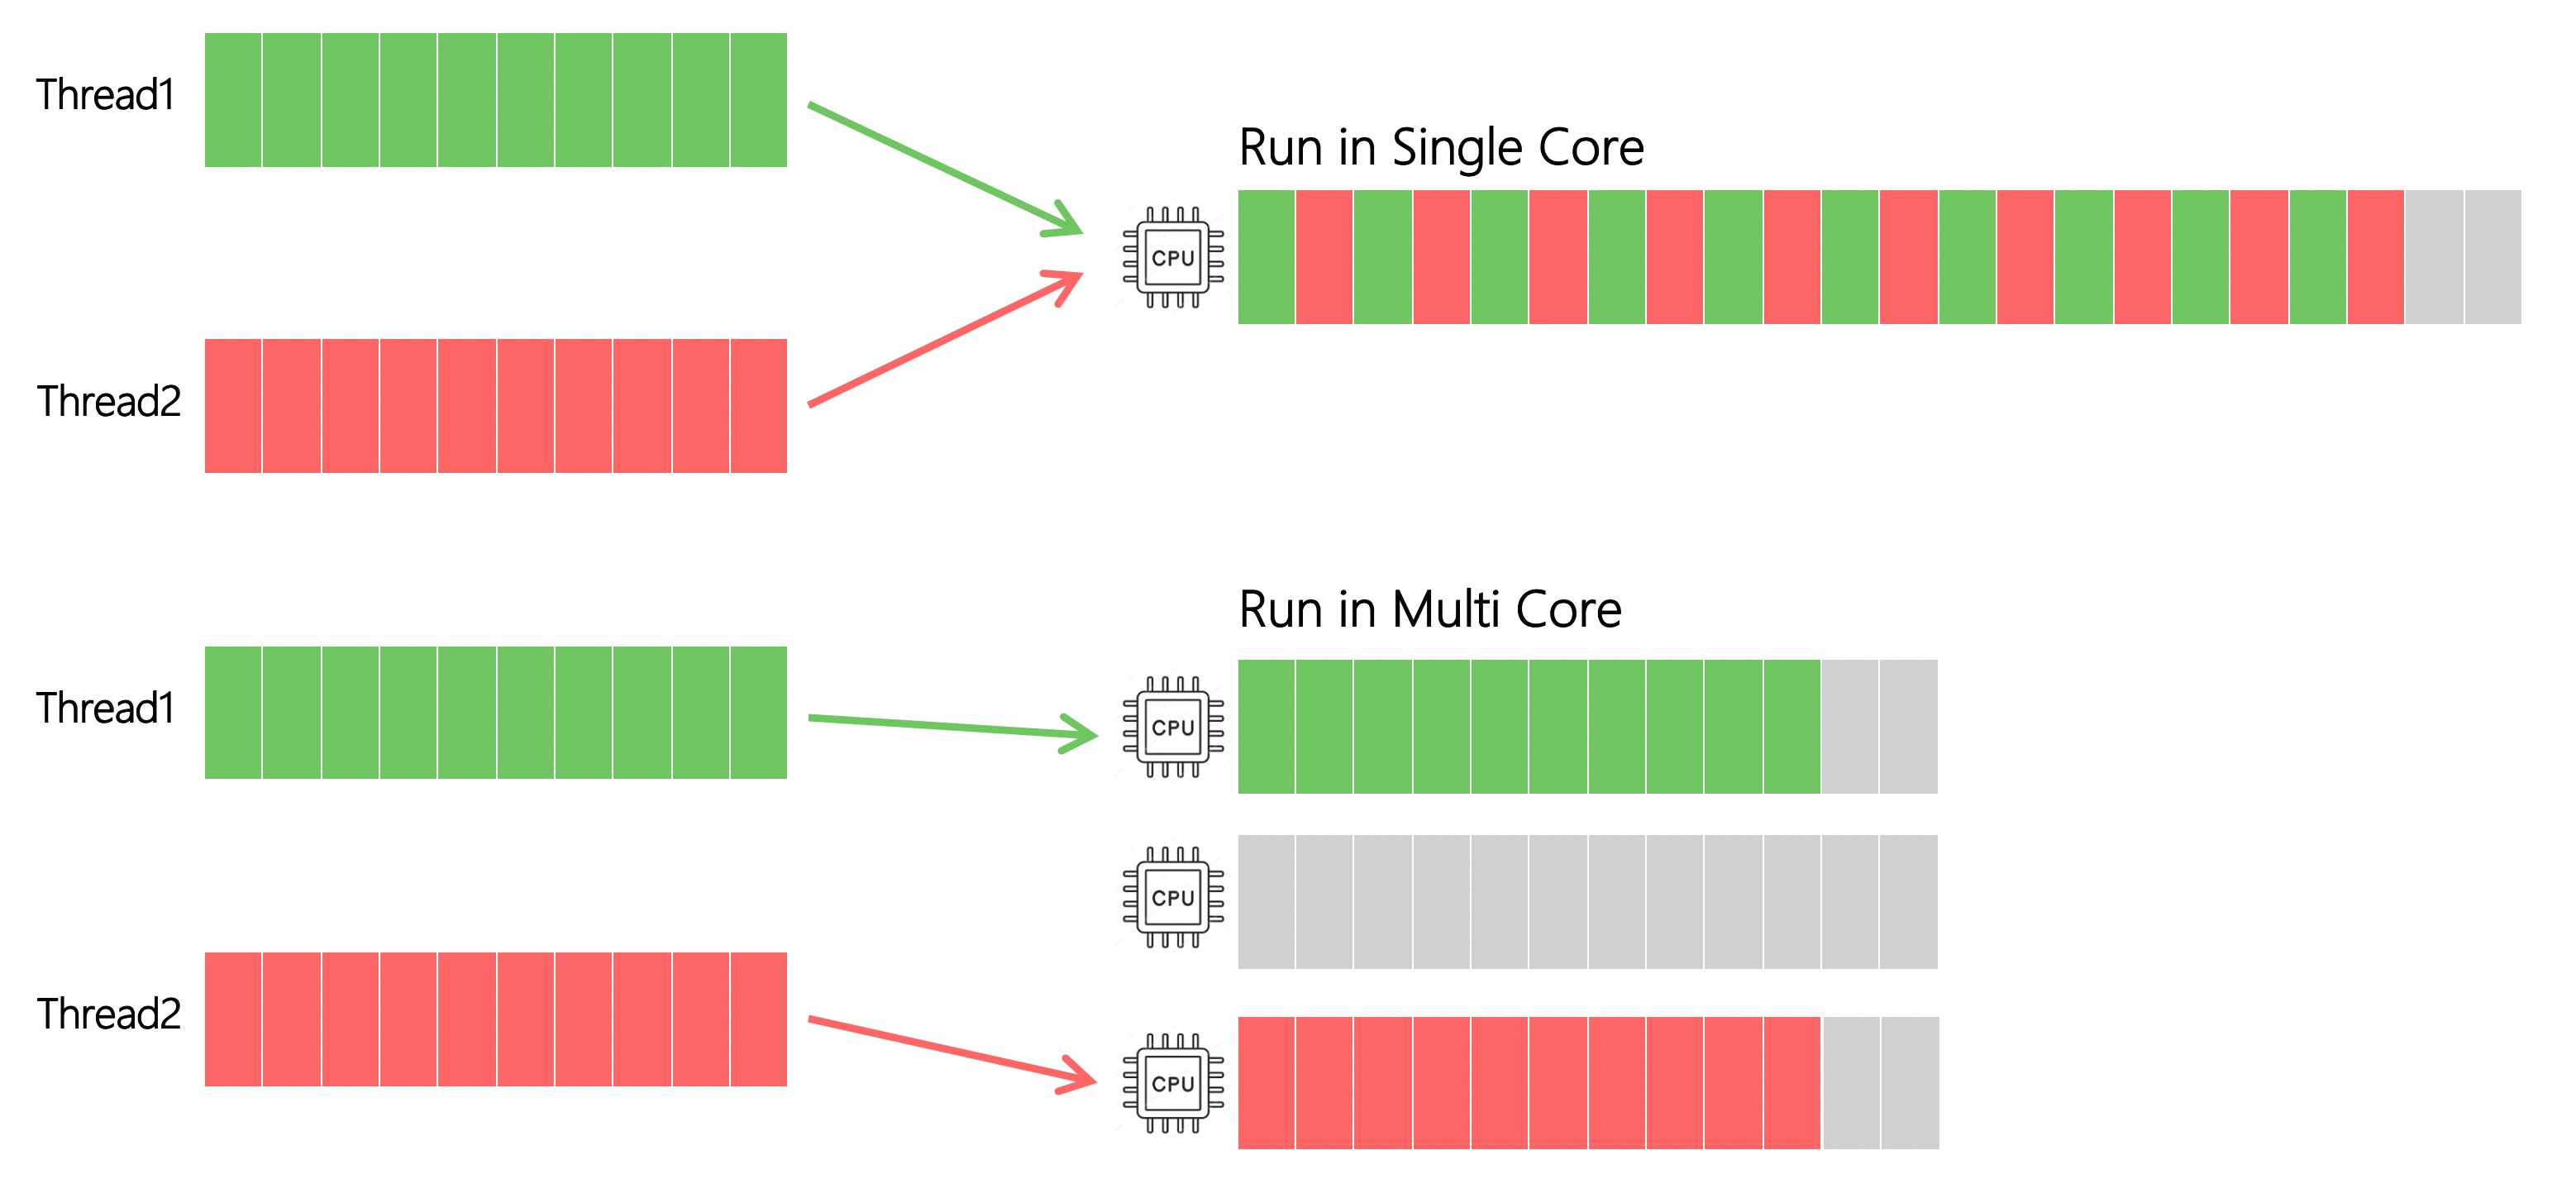 Thread1
Run in Single Core
CPU
Thread2
Run in Multi Core
Thread1
CPU
CPU
Thread2
CPU